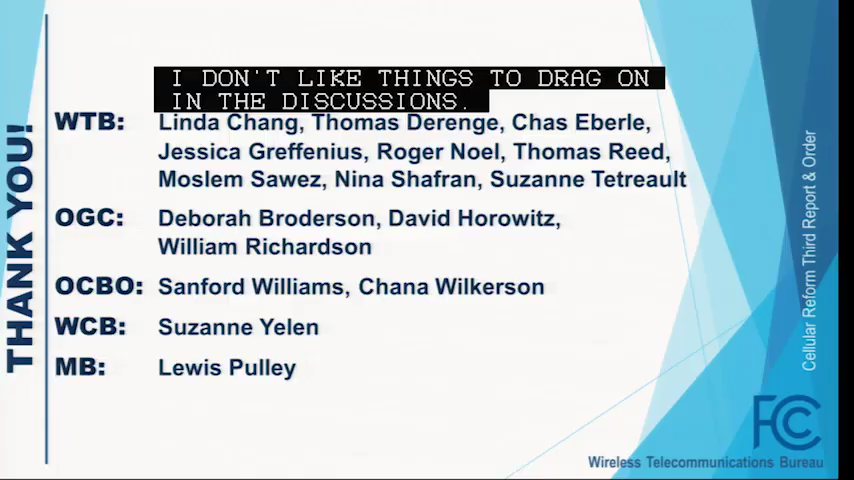 I DON'T LIKE THINGS TO DRAG ON
IN THE DISCUSSIONS.
THANK YOU!
WTB: Linda Chang, Thomas Derenge, Chas Eberle,
Jessica Greffenius, Roger Noel, Thomas Reed,
Moslem Sawez, Nina Shafran, Suzanne Tetreault
OGC: Deborah Broderson, David Horowitz,
William Richardson
OCBO: Sanford Williams, Chana Wilkerson
WCB: Suzanne Yelen
MB: Lewis Pulley
Cellular Reform Third Report & Order
FCC
Wireless Telecommunications Bureau